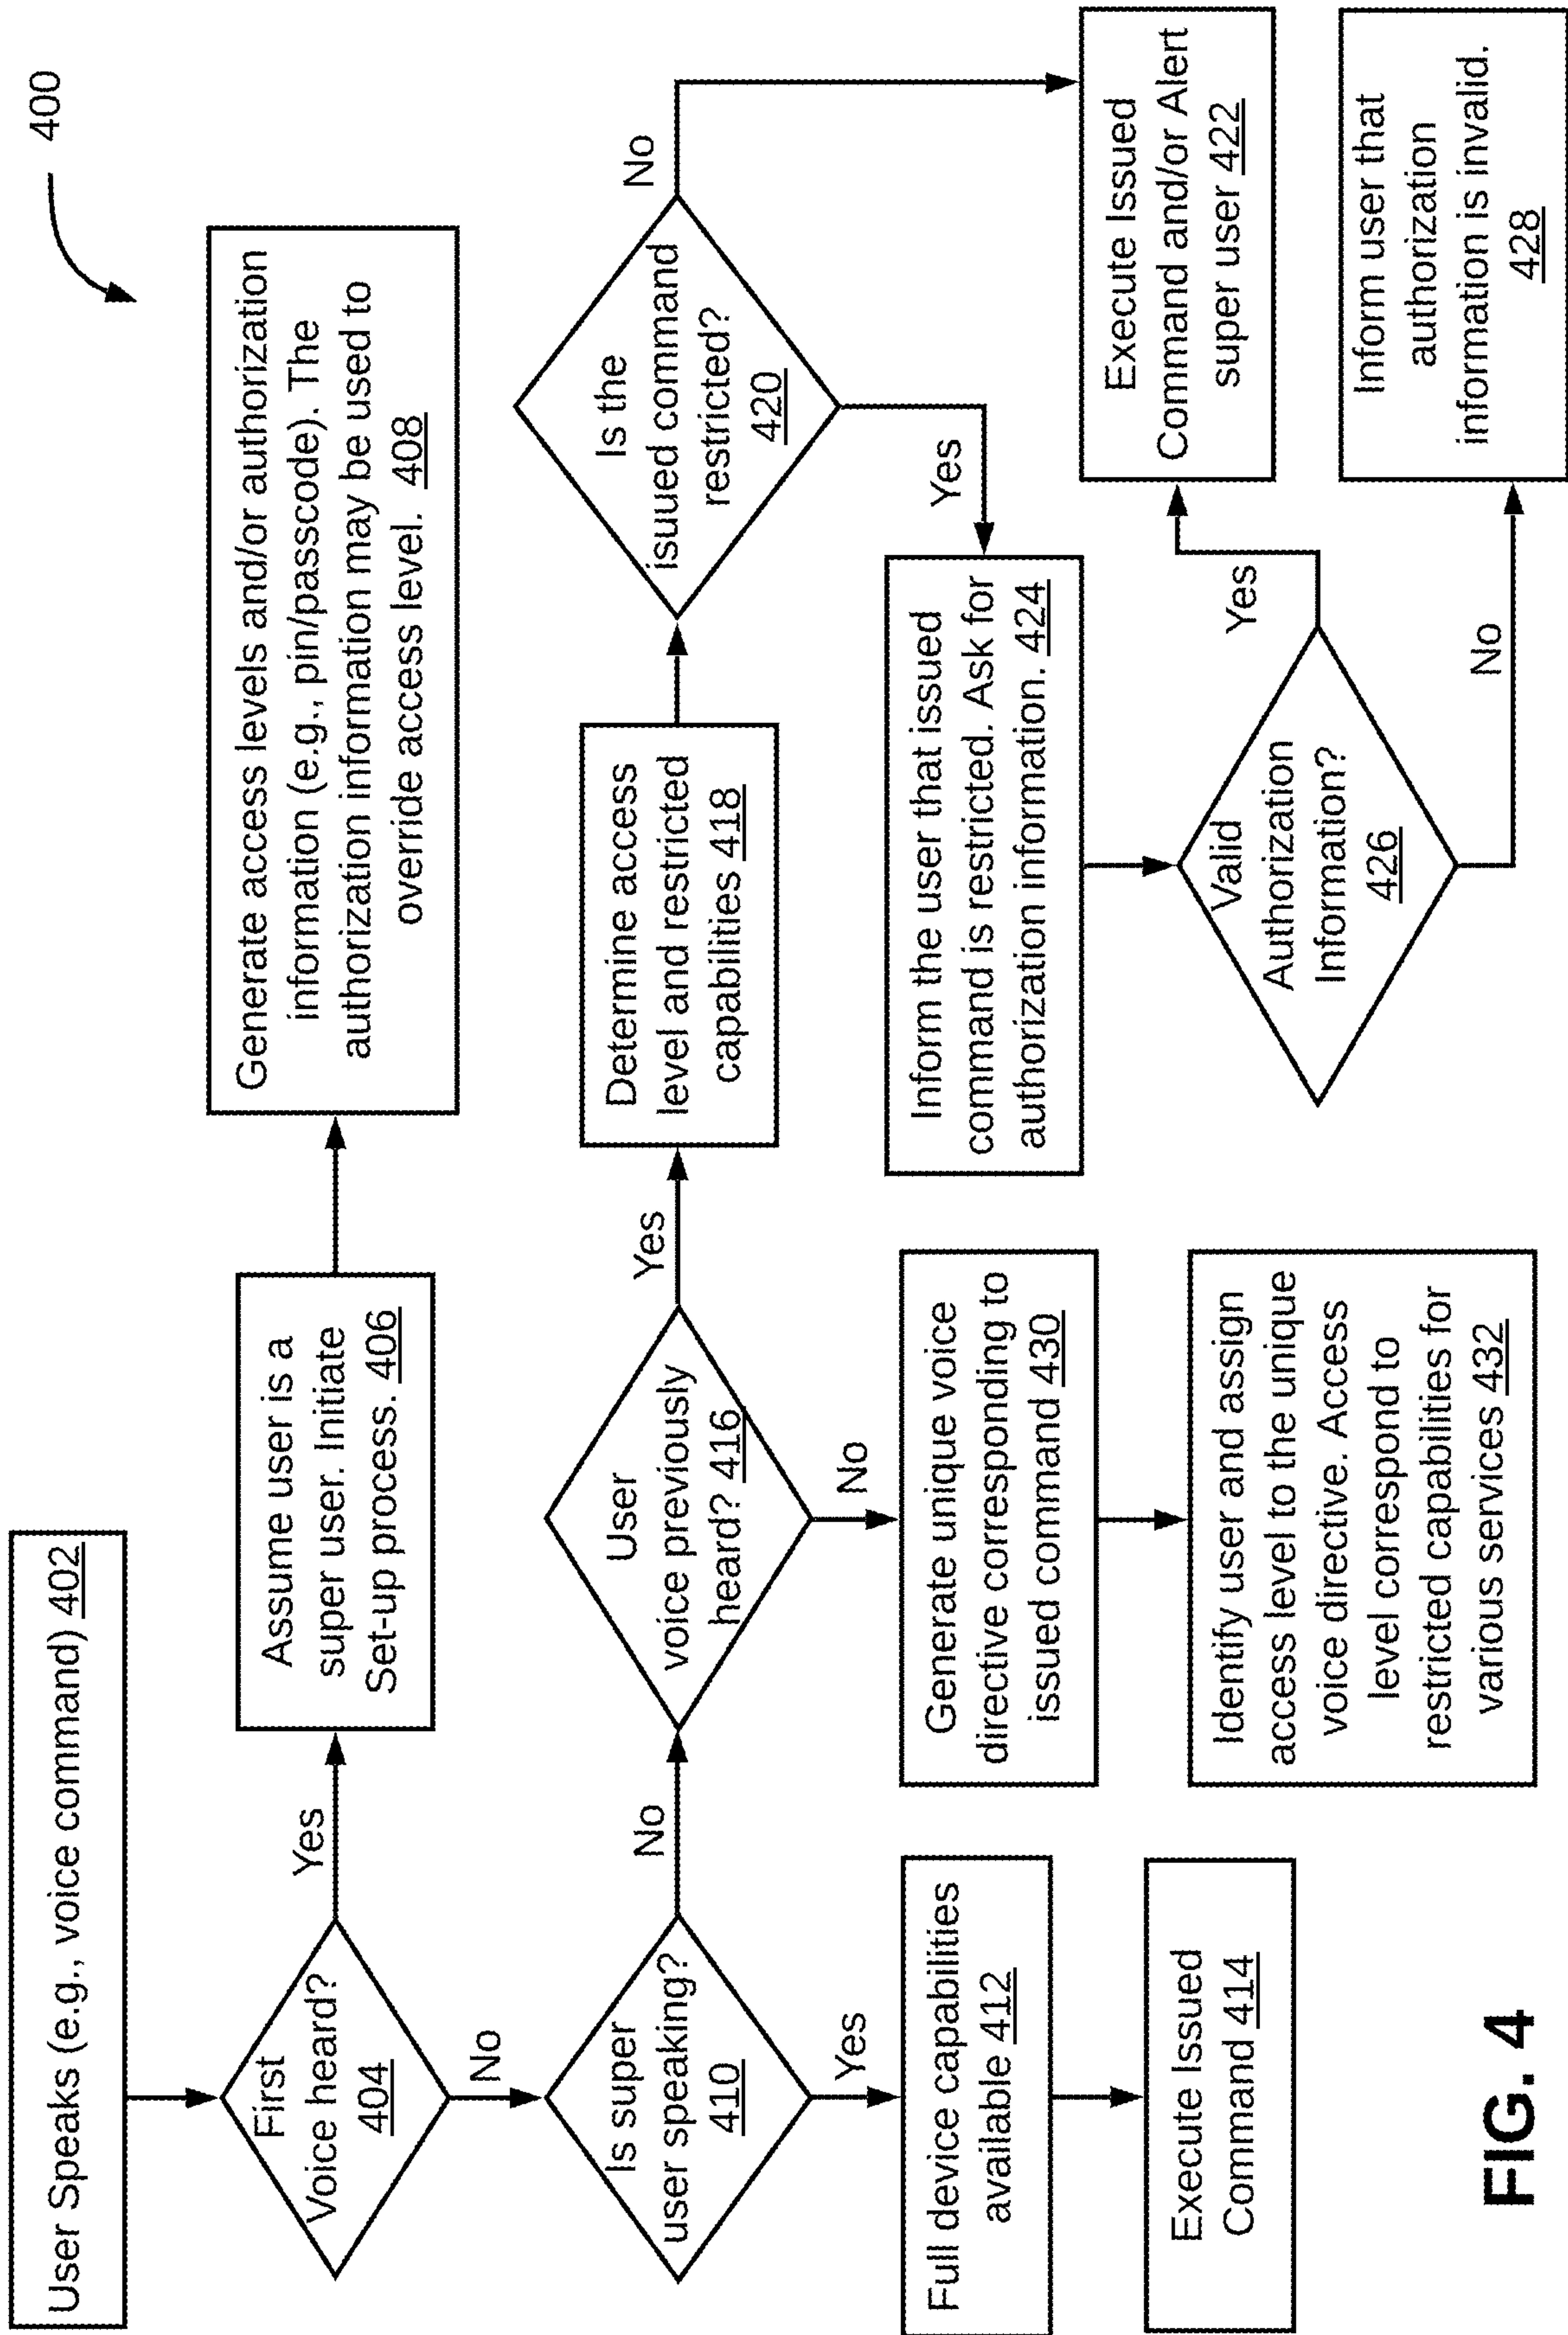 400
User Speaks (e.g., voice command) 402
First
Voice heard?
404
Yes
Assume user is a
super user. Initiate
Set-up process. 406
Generate access levels and/or authorization
information (e.g., pin/passcode). The
authorization information may be used to
override access level. 408
No
Is super
user speaking?
410
No
User
voice previously
heard? 416
Yes
Determine access
level and restricted
capabilities 418
Is the
isuued command
restricted?
420
No
Yes
Full device capabilities
available 412
Execute Issued
Command 414
No
Generate unique voice
directive corresponding to
issued command 430
Identify user and assign
access level to the unique
voice directive. Access
level correspond to
restricted capabilities for
various services 432
Yes
Inform the user that issued
command is restricted. Ask for
authorization information. 424
Valid
Authorization
Information?
426
Yes
Execute Issued
Command and/or Alert
super user 422
No
Inform user that
authorization
information is invalid.
428
FIG. 4